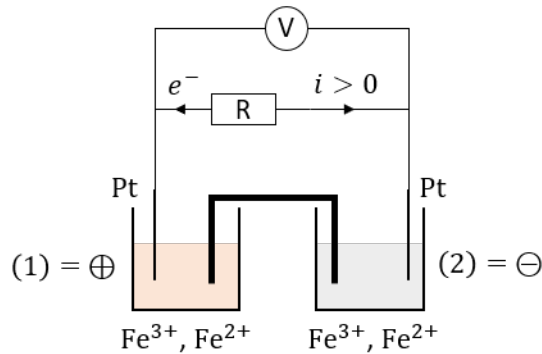 V
e⁻ i > 0
R
Pt Pt
(1) = ⊕ (2) = ⊖
Fe³⁺, Fe²⁺ Fe³⁺, Fe²⁺